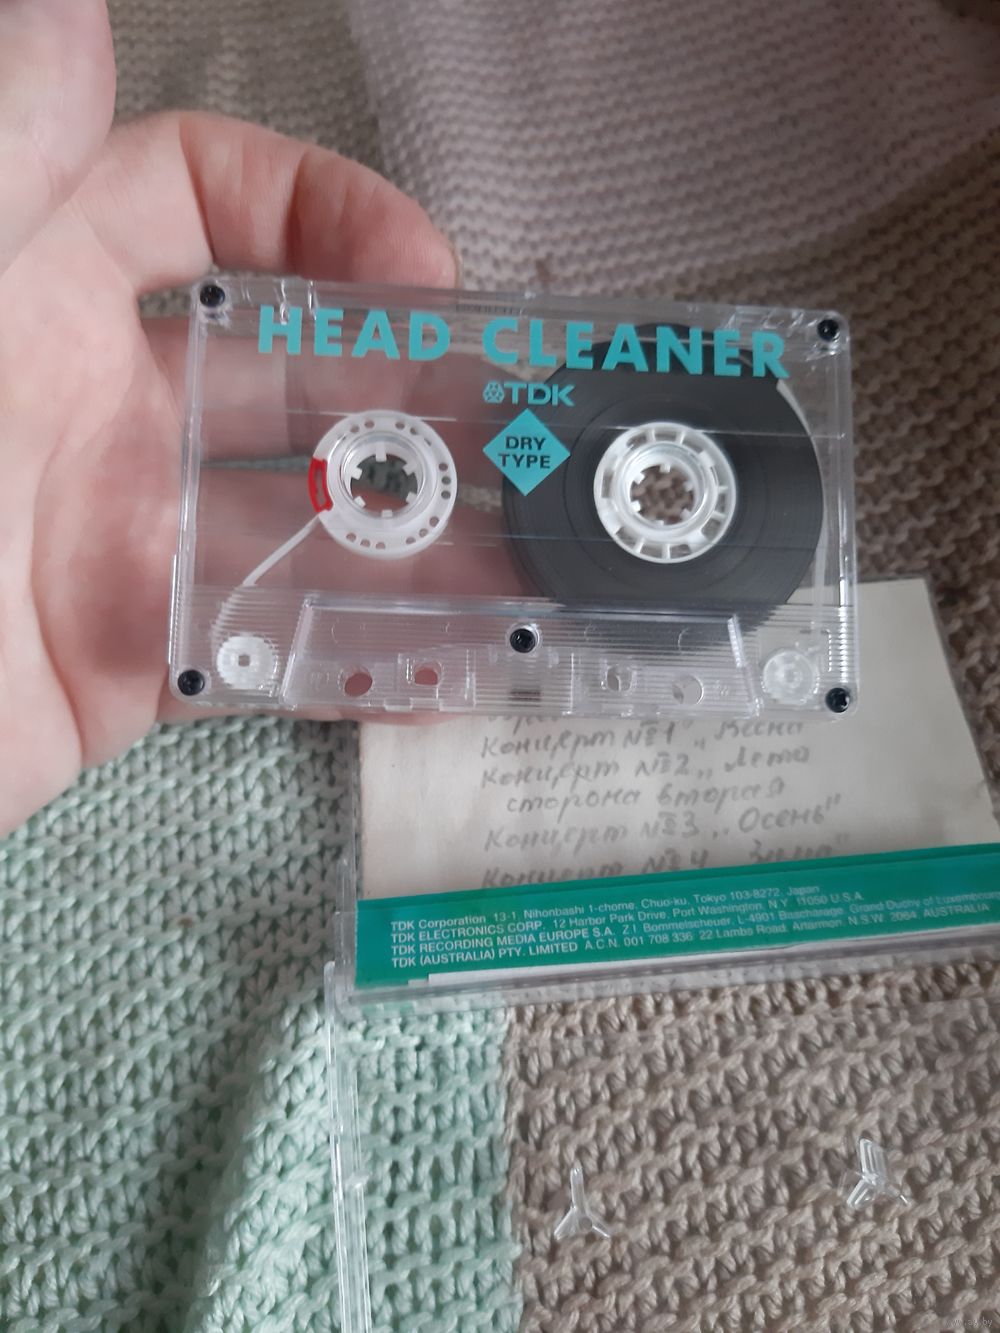 HEAD CLEANER
TDK
DRY
TYPE
Концерт №1 „Весна
Концерт №2 „Лето
сторона вторая
Концерт №3 „Осень"
Концерт №4 „Зима"
TDK Corporation 13-1, Nihonbashi 1-chome, Chuo-ku, Tokyo 103-8272, Japan
TDK ELECTRONICS CORP. 12 Harbor Park Drive, Port Washington, N.Y. 11050 U.S.A.
TDK RECORDING MEDIA EUROPE S.A. Z.I. Bommelscheuer, L-4901 Bascharage, Grand Duchy of Luxembourg
TDK (AUSTRALIA) PTY. LIMITED A.C.N. 001 708 336 22 Lambs Road, Artarmon, N.S.W. 2064, AUSTRALIA